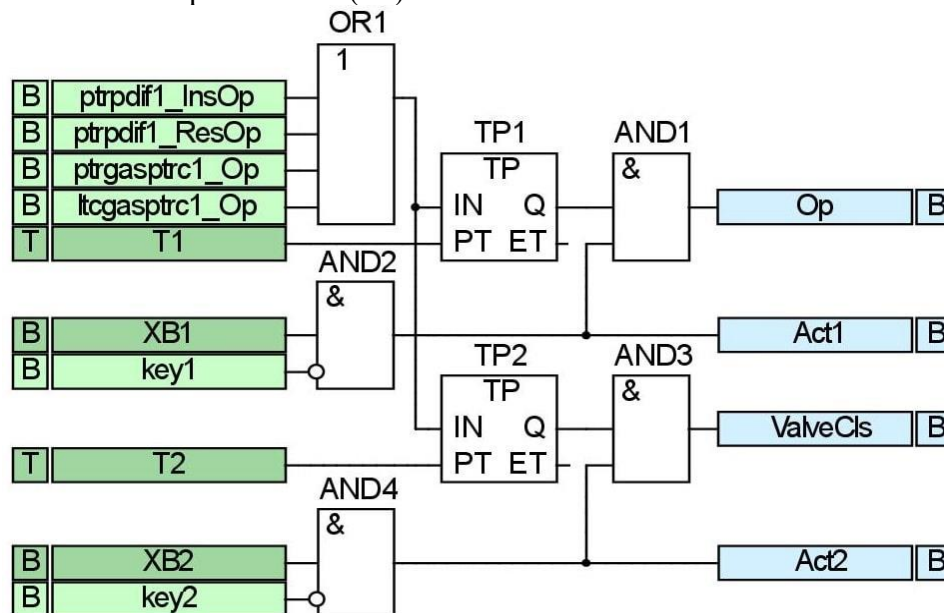 OR1
1
B ptrpdif1_InsOp
B ptrpdif1_ResOp
TP1 AND1
B ptrgasptrc1_Op TP &
B ltcgasptrc1_Op IN Q Op B
T T1 PT ET
AND2
&
B XB1 Act1 B
B key1 TP2 AND3
TP &
IN Q ValveCls B
T T2 PT ET
AND4
&
B XB2 Act2 B
B key2